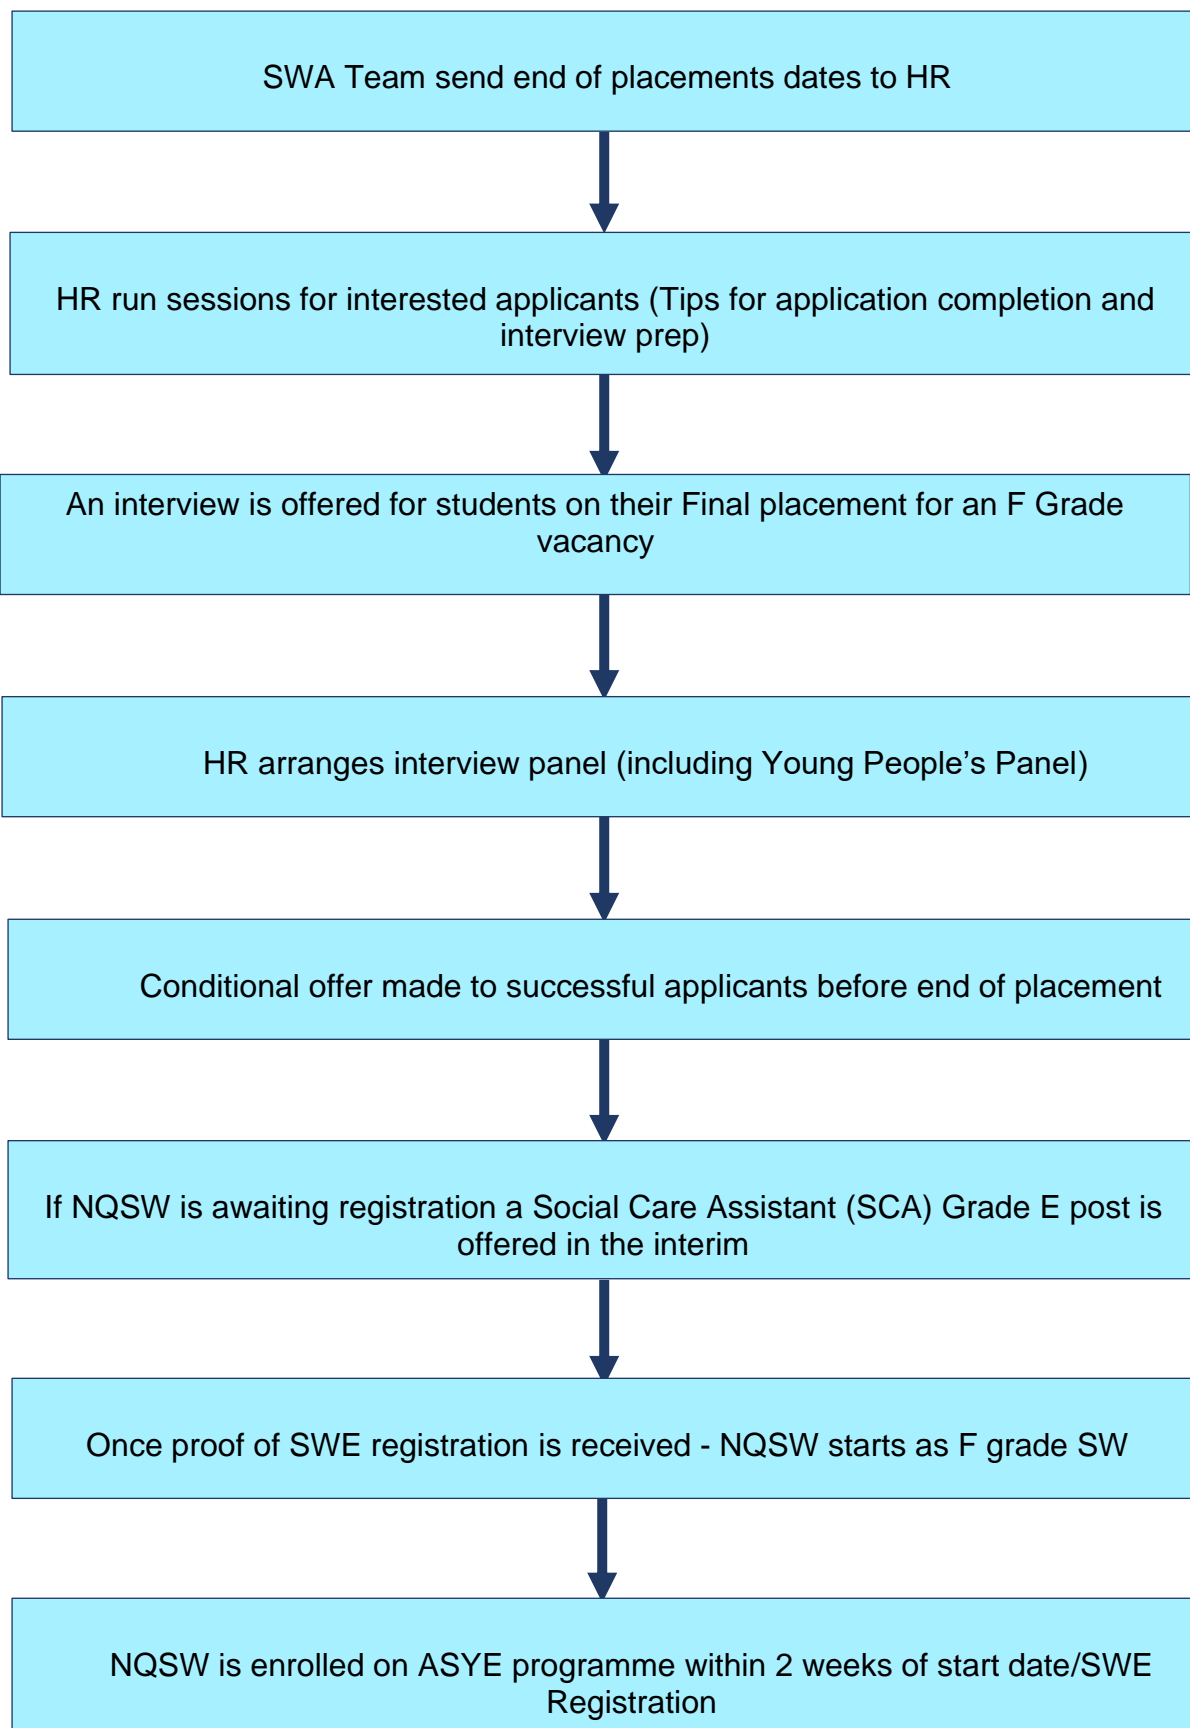 SWA Team send end of placements dates to HR
HR run sessions for interested applicants (Tips for application completion and
interview prep)
An interview is offered for students on their Final placement for an F Grade
vacancy
HR arranges interview panel (including Young People’s Panel)
Conditional offer made to successful applicants before end of placement
If NQSW is awaiting registration a Social Care Assistant (SCA) Grade E post is
offered in the interim
Once proof of SWE registration is received - NQSW starts as F grade SW
NQSW is enrolled on ASYE programme within 2 weeks of start date/SWE
Registration